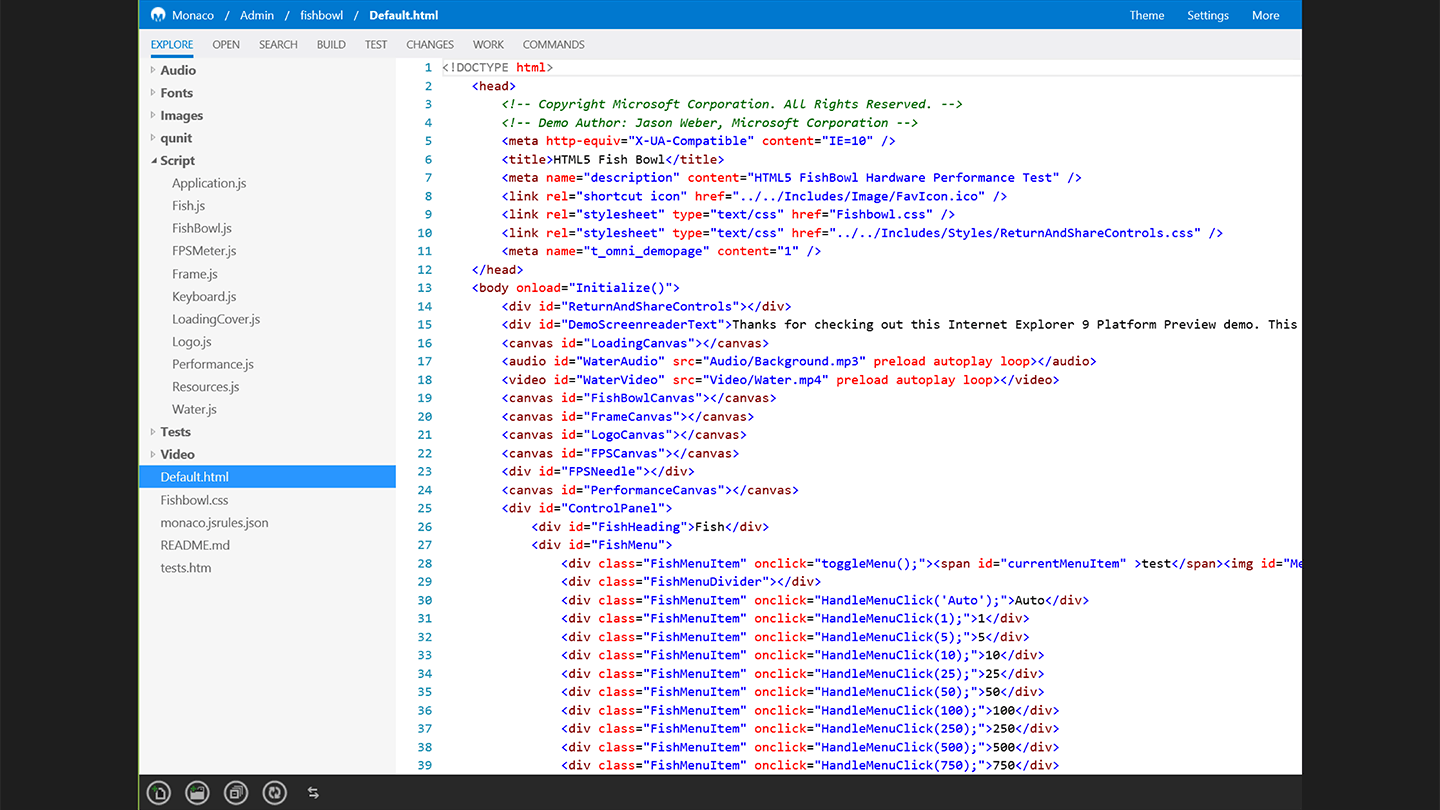 Monaco / Admin / fishbowl / Default.html Theme Settings More
EXPLORE OPEN SEARCH BUILD TEST CHANGES WORK COMMANDS
Audio
Fonts
Images
qunit
Script
Application.js
Fish.js
FishBowl.js
FPSMeter.js
Frame.js
Keyboard.js
LoadingCover.js
Logo.js
Performance.js
Resources.js
Water.js
Tests
Video
Default.html
Fishbowl.css
monaco.jsrules.json
README.md
tests.htm
1 <!DOCTYPE html>
2 <head>
3 <!-- Copyright Microsoft Corporation. All Rights Reserved. -->
4 <!-- Demo Author: Jason Weber, Microsoft Corporation -->
5 <meta http-equiv="X-UA-Compatible" content="IE=10" />
6 <title>HTML5 Fish Bowl</title>
7 <meta name="description" content="HTML5 FishBowl Hardware Performance Test" />
8 <link rel="shortcut icon" href="../../Includes/Image/FavIcon.ico" />
9 <link rel="stylesheet" type="text/css" href="Fishbowl.css" />
10 <link rel="stylesheet" type="text/css" href="../../Includes/Styles/ReturnAndShareControls.css" />
11 <meta name="t_omni_demopage" content="1" />
12 </head>
13 <body onload="Initialize()">
14 <div id="ReturnAndShareControls"></div>
15 <div id="DemoScreenreaderText">Thanks for checking out this Internet Explorer 9 Platform Preview demo. This
16 <canvas id="LoadingCanvas"></canvas>
17 <audio id="WaterAudio" src="Audio/Background.mp3" preload autoplay loop></audio>
18 <video id="WaterVideo" src="Video/Water.mp4" preload autoplay loop></video>
19 <canvas id="FishBowlCanvas"></canvas>
20 <canvas id="FrameCanvas"></canvas>
21 <canvas id="LogoCanvas"></canvas>
22 <canvas id="FPSCanvas"></canvas>
23 <div id="FPSNeedle"></div>
24 <canvas id="PerformanceCanvas"></canvas>
25 <div id="ControlPanel">
26 <div id="FishHeading">Fish</div>
27 <div id="FishMenu">
28 <div class="FishMenuItem" onclick="toggleMenu();"><span id="currentMenuItem" >test</span><img id="Me
29 <div class="FishMenuDivider"></div>
30 <div class="FishMenuItem" onclick="HandleMenuClick('Auto');">Auto</div>
31 <div class="FishMenuItem" onclick="HandleMenuClick(1);">1</div>
32 <div class="FishMenuItem" onclick="HandleMenuClick(5);">5</div>
33 <div class="FishMenuItem" onclick="HandleMenuClick(10);">10</div>
34 <div class="FishMenuItem" onclick="HandleMenuClick(25);">25</div>
35 <div class="FishMenuItem" onclick="HandleMenuClick(50);">50</div>
36 <div class="FishMenuItem" onclick="HandleMenuClick(100);">100</div>
37 <div class="FishMenuItem" onclick="HandleMenuClick(250);">250</div>
38 <div class="FishMenuItem" onclick="HandleMenuClick(500);">500</div>
39 <div class="FishMenuItem" onclick="HandleMenuClick(750);">750</div>